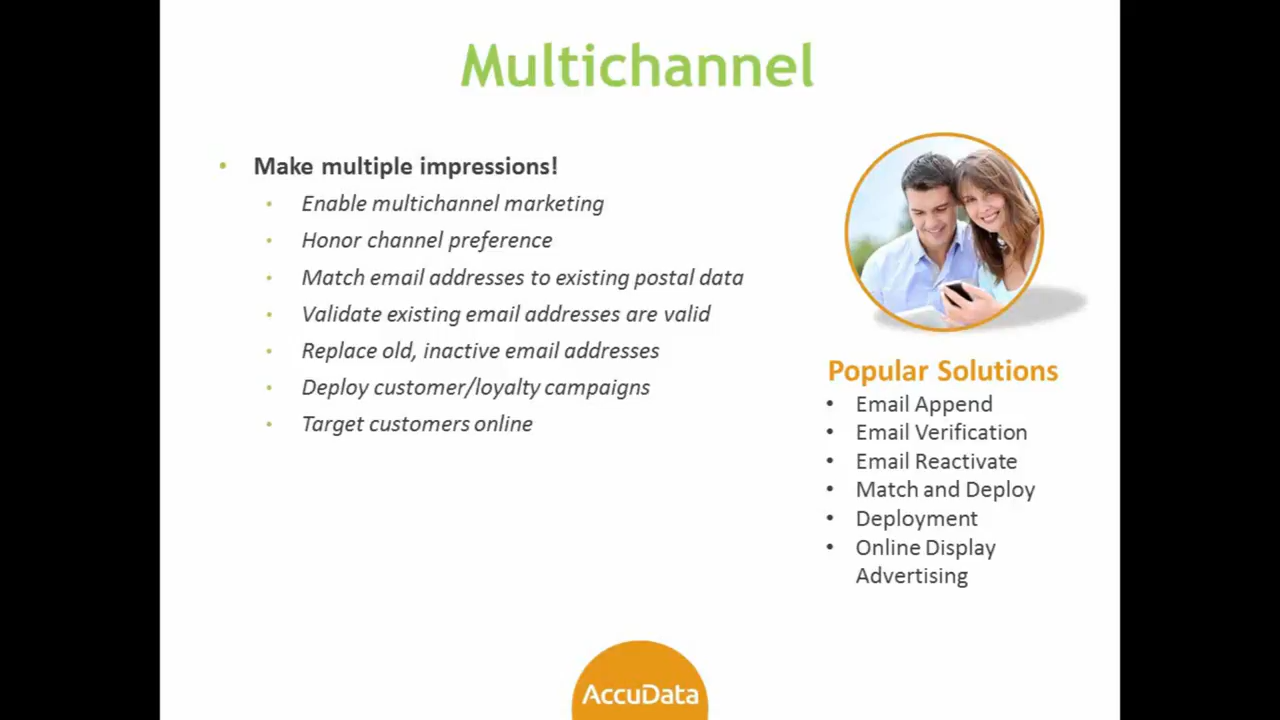 Multichannel
• Make multiple impressions!
• Enable multichannel marketing
• Honor channel preference
• Match email addresses to existing postal data
• Validate existing email addresses are valid
• Replace old, inactive email addresses
• Deploy customer/loyalty campaigns
• Target customers online
Popular Solutions
• Email Append
• Email Verification
• Email Reactivate
• Match and Deploy
• Deployment
• Online Display
Advertising
AccuData